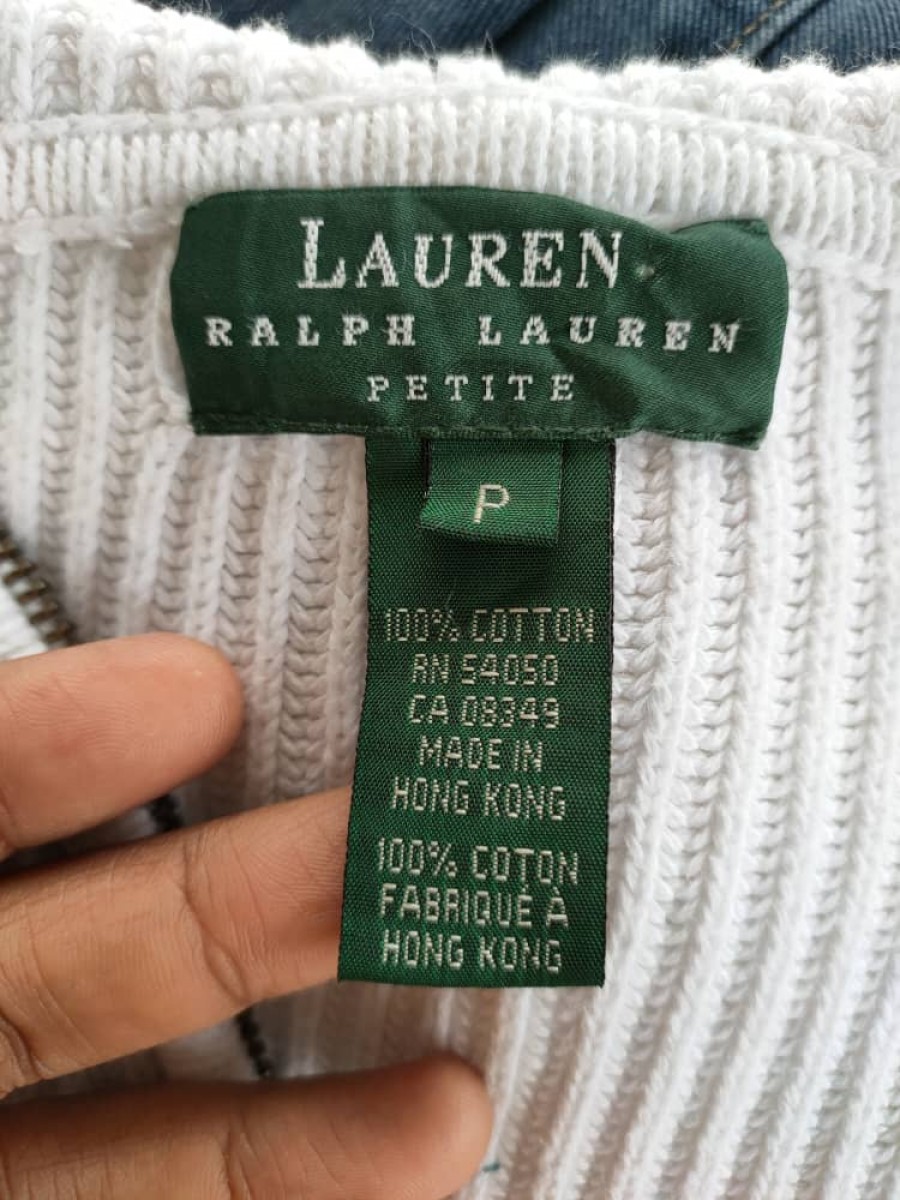 LAUREN
RALPH LAUREN
PETITE
P
100% COTTON
RN 54050
CA 08349
MADE IN
HONG KONG
100% COTON
FABRIQUÉ À
HONG KONG